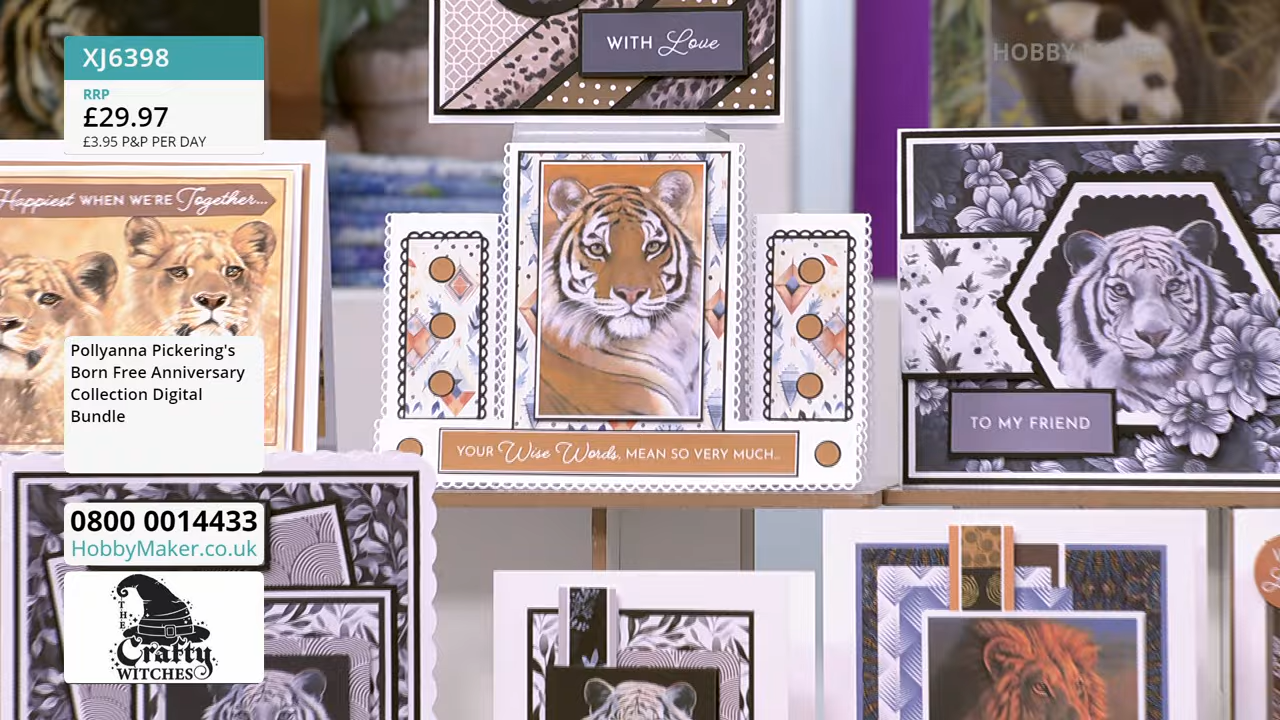 XJ6398
RRP
£29.97
£3.95 P&P PER DAY
WITH Love
HOBBY MAKER
Happiest WHEN WE'RE Together...
Pollyanna Pickering's
Born Free Anniversary
Collection Digital
Bundle
YOUR Wise Words, MEAN SO VERY MUCH...
TO MY FRIEND
0800 0014433
HobbyMaker.co.uk
THE
Crafty
WITCHES